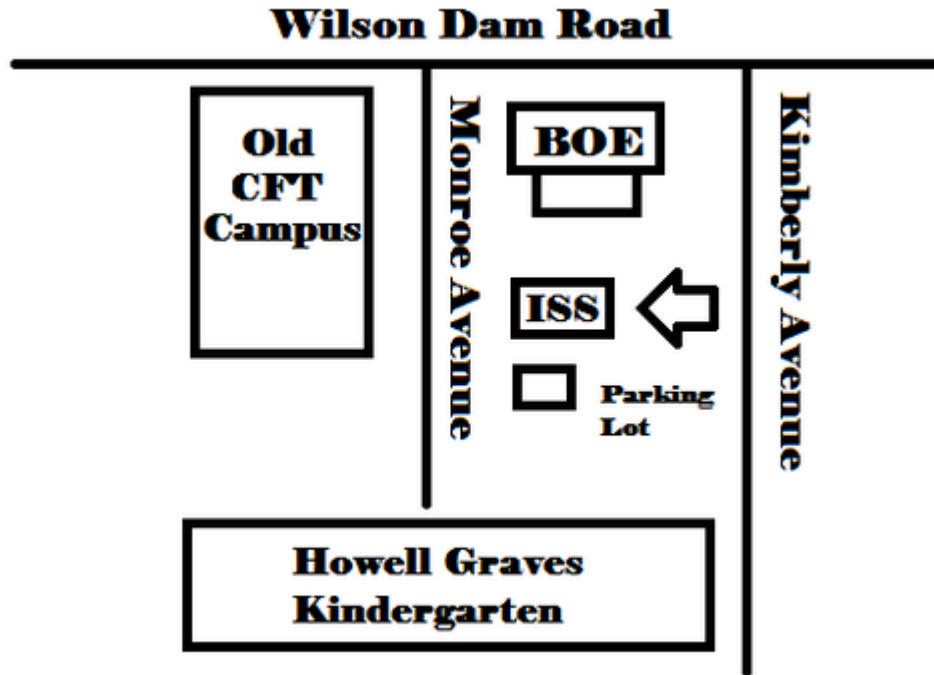 Wilson Dam Road
Old
CFT
Campus
Monroe Avenue
BOE
Kimberly Avenue
ISS
Parking
Lot
Howell Graves
Kindergarten